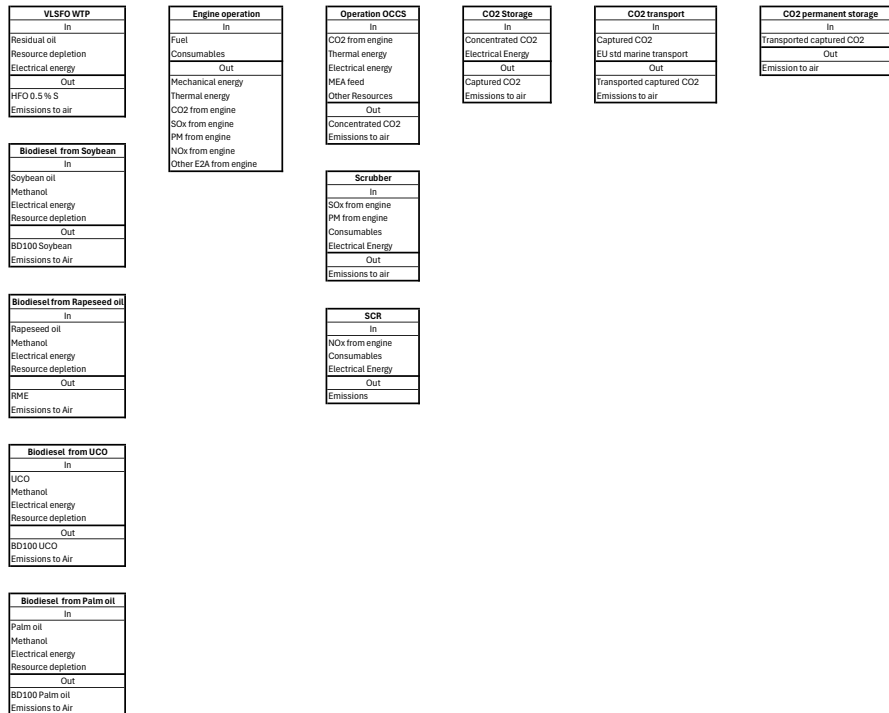 VLSFO WTP
In
Residual oil
Resource depletion
Electrical energy
Out
HFO 0.5 % S
Emissions to air
Biodiesel from Soybean
In
Soybean oil
Methanol
Electrical energy
Resource depletion
Out
BD100 Soybean
Emissions to Air
Biodiesel from Rapeseed oil
In
Rapeseed oil
Methanol
Electrical energy
Resource depletion
Out
RME
Emissions to Air
Biodiesel from UCO
In
UCO
Methanol
Electrical energy
Resource depletion
Out
BD100 UCO
Emissions to Air
Biodiesel from Palm oil
In
Palm oil
Methanol
Electrical energy
Resource depletion
Out
BD100 Palm oil
Emissions to Air
Engine operation
In
Fuel
Consumables
Out
Mechanical energy
Thermal energy
CO2 from engine
SOx from engine
PM from engine
NOx from engine
Other E2A from engine
Operation OCCS
In
CO2 from engine
Thermal energy
Electrical energy
MEA feed
Other Resources
Out
Concentrated CO2
Emissions to air
Scrubber
In
SOx from engine
PM from engine
Consumables
Electrical Energy
Out
Emissions to air
SCR
In
NOx from engine
Consumables
Electrical Energy
Out
Emissions
CO2 Storage
In
Concentrated CO2
Electrical Energy
Out
Captured CO2
Emissions to air
CO2 transport
In
Captured CO2
EU std marine transport
Out
Transported captured CO2
Emissions to air
CO2 permanent storage
In
Transported captured CO2
Out
Emission to air